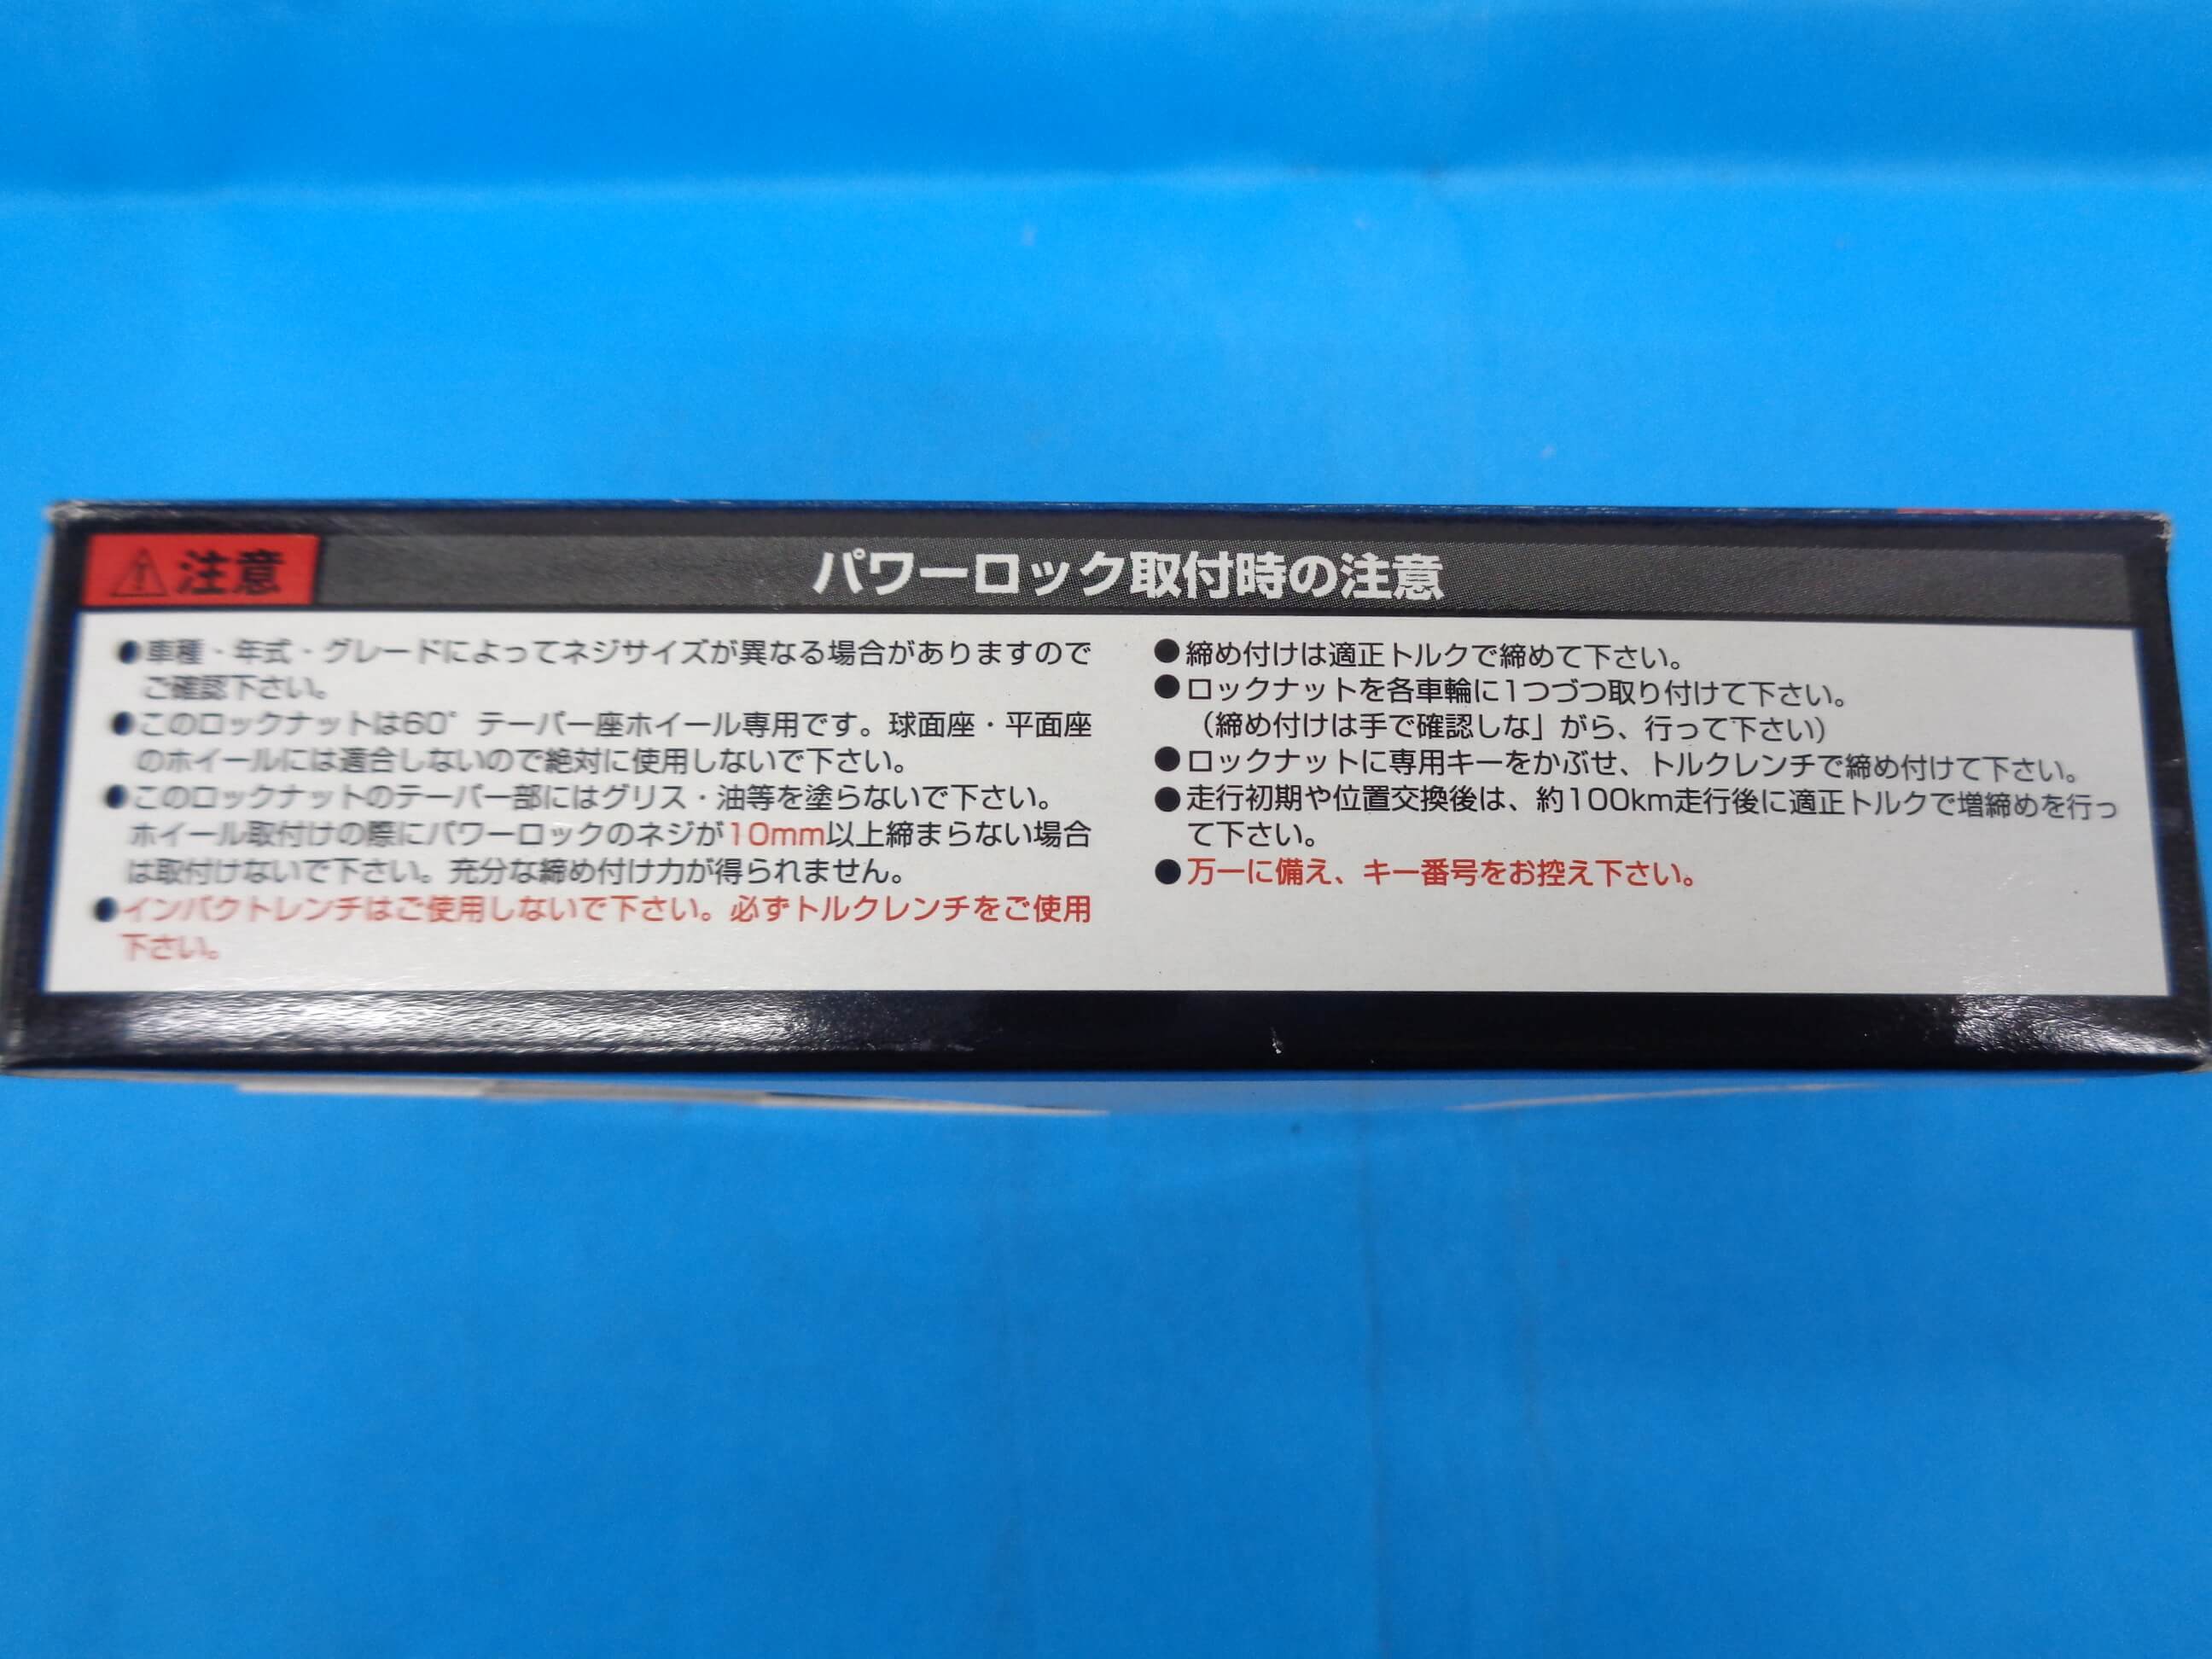 ⚠注意
パワーロック取付時の注意
●車種・年式・グレードによってネジサイズが異なる場合がありますので
ご確認下さい。
●このロックナットは60°テーパー座ホイール専用です。球面座・平面座
のホイールには適合しないので絶対に使用しないで下さい。
●このロックナットのテーパー部にはグリス・油等を塗らないで下さい。
ホイール取付けの際にパワーロックのネジが10mm以上締まらない場合
は取付けないで下さい。充分な締め付け力が得られません。
●インパクトレンチはご使用しないで下さい。必ずトルクレンチをご使用
下さい。
●締め付けは適正トルクで締めて下さい。
●ロックナットを各車輪に1つづつ取り付けて下さい。
（締め付けは手で確認しな」がら、行って下さい）
●ロックナットに専用キーをかぶせ、トルクレンチで締め付けて下さい。
●走行初期や位置交換後は、約100km走行後に適正トルクで増締めを行っ
て下さい。
●万一に備え、キー番号をお控え下さい。